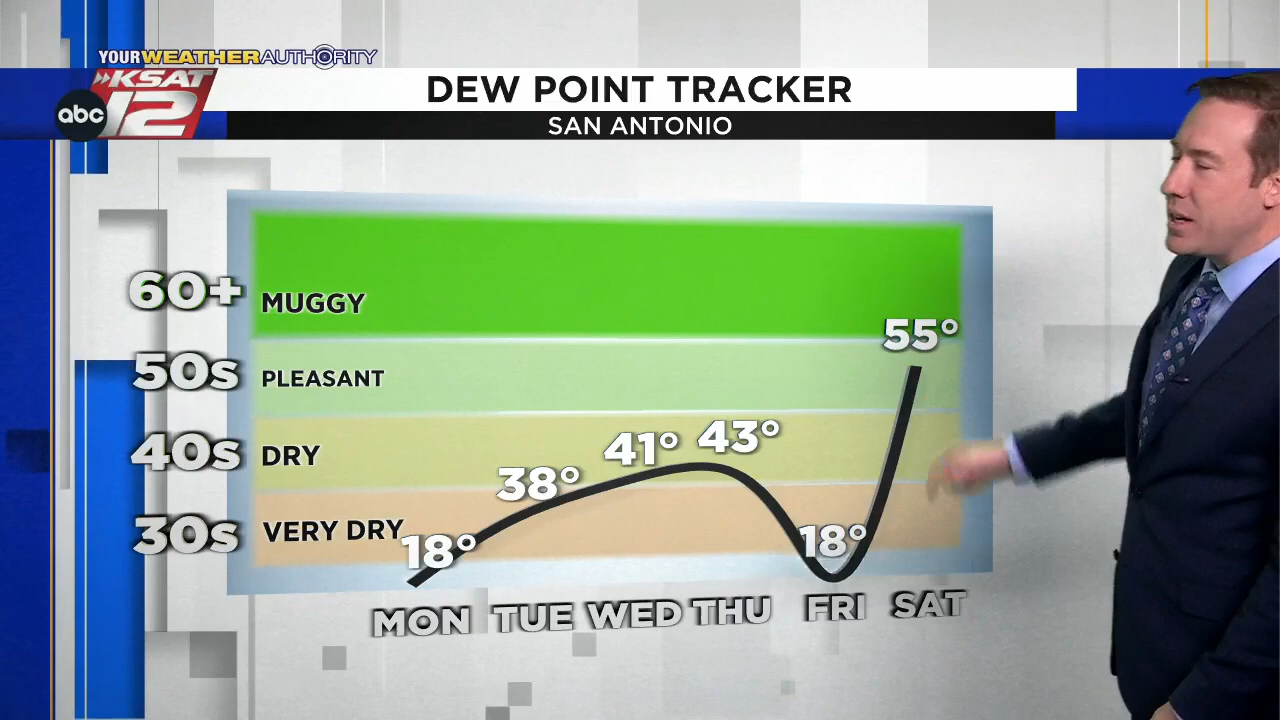 YOUR WEATHER AUTHORITY
KSAT
abc 12
DEW POINT TRACKER
SAN ANTONIO
60+ MUGGY
50s PLEASANT
40s DRY
30s VERY DRY
18° 38° 41° 43° 18° 55°
MON TUE WED THU FRI SAT